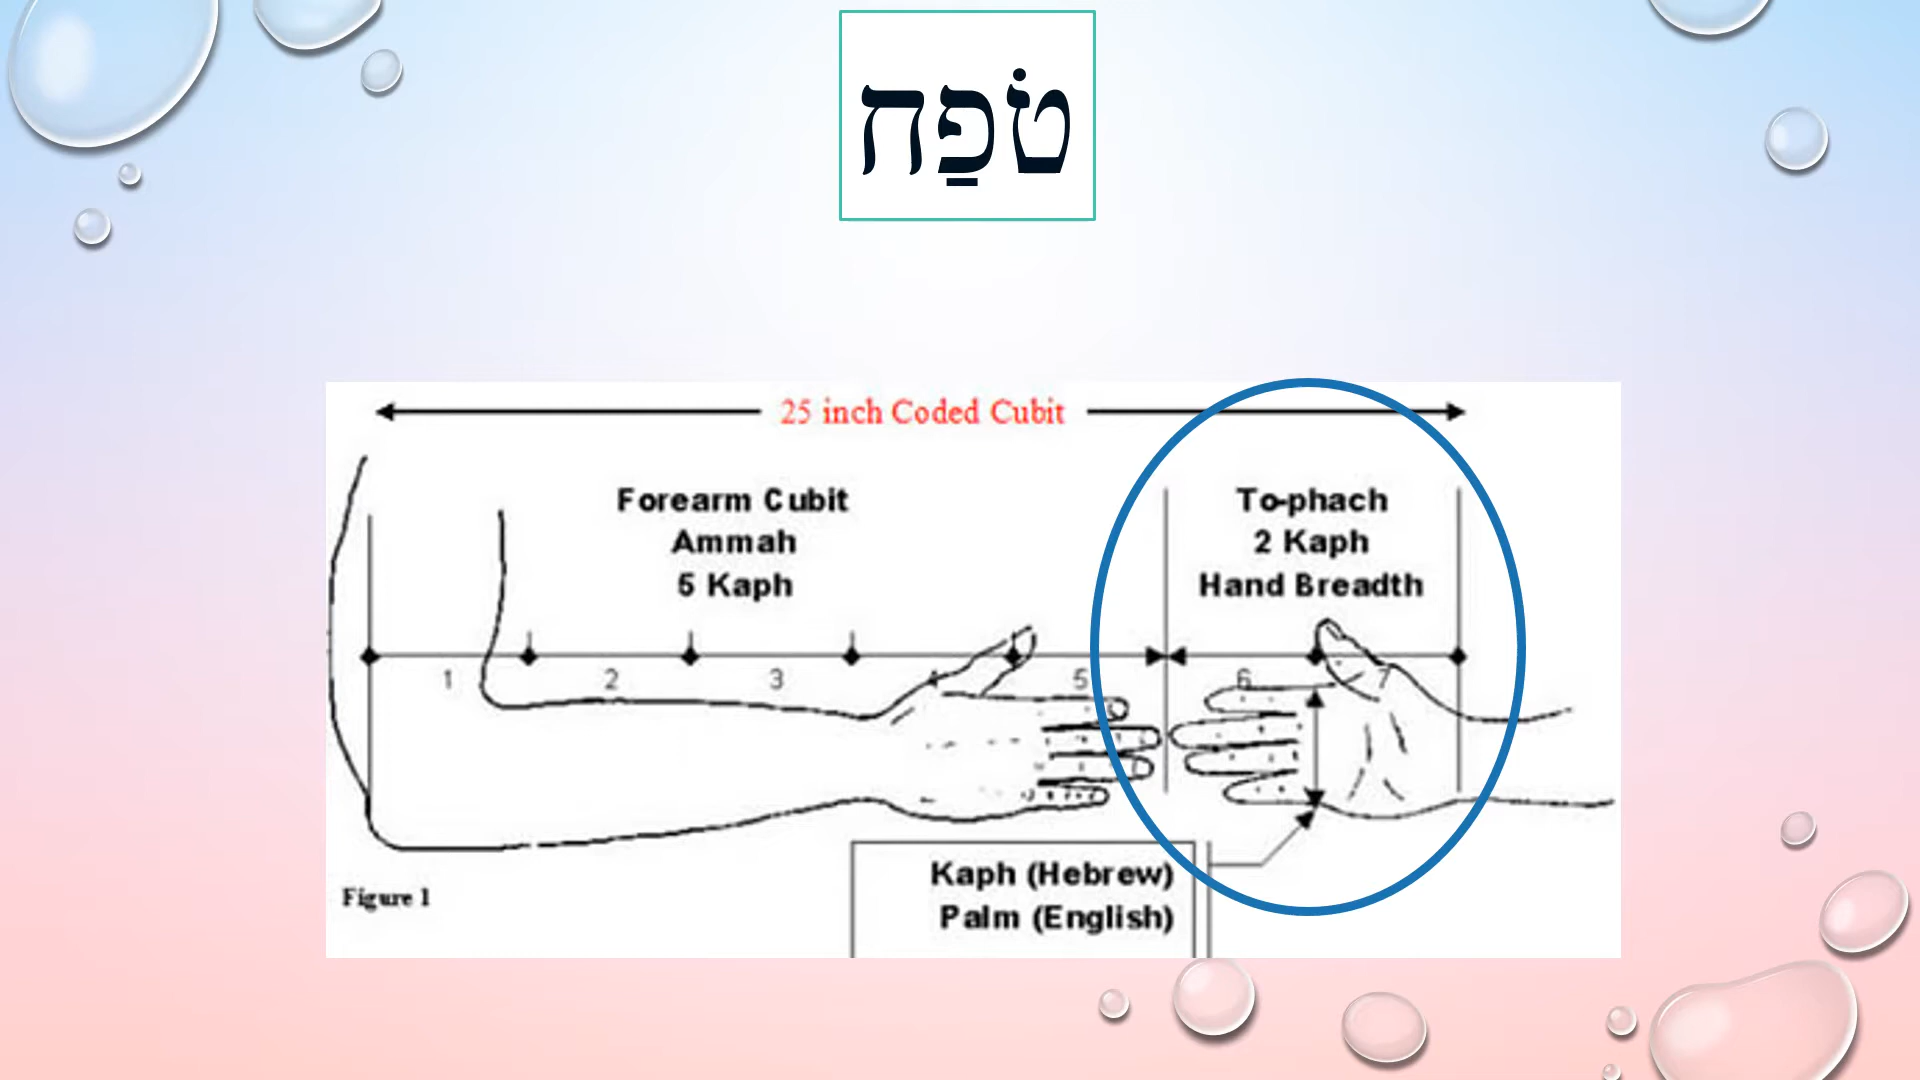 טֹפַח
25 inch Coded Cubit
Forearm Cubit
Ammah
5 Kaph
To-phach
2 Kaph
Hand Breadth
1 2 3 4 5 6 7
Kaph (Hebrew)
Palm (English)
Figure 1